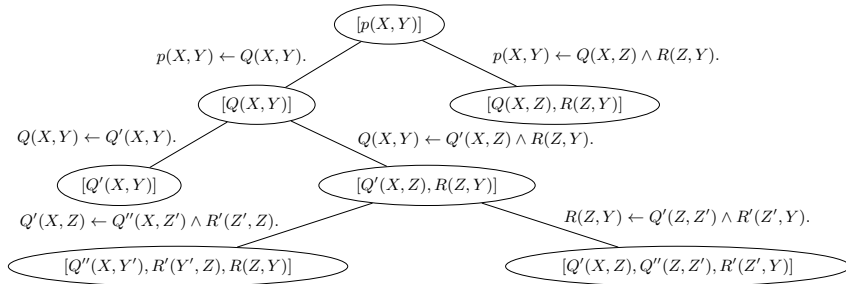 [p(X, Y)]
p(X, Y) ← Q(X, Y). p(X, Y) ← Q(X, Z) ∧ R(Z, Y).
[Q(X, Y)] [Q(X, Z), R(Z, Y)]
Q(X, Y) ← Q′(X, Y). Q(X, Y) ← Q′(X, Z) ∧ R(Z, Y).
[Q′(X, Y)] [Q′(X, Z), R(Z, Y)]
Q′(X, Z) ← Q′′(X, Z′) ∧ R′(Z′, Z). R(Z, Y) ← Q′(Z, Z′) ∧ R′(Z′, Y).
[Q′′(X, Y′), R′(Y′, Z), R(Z, Y)] [Q′(X, Z), Q′′(Z, Z′), R′(Z′, Y)]